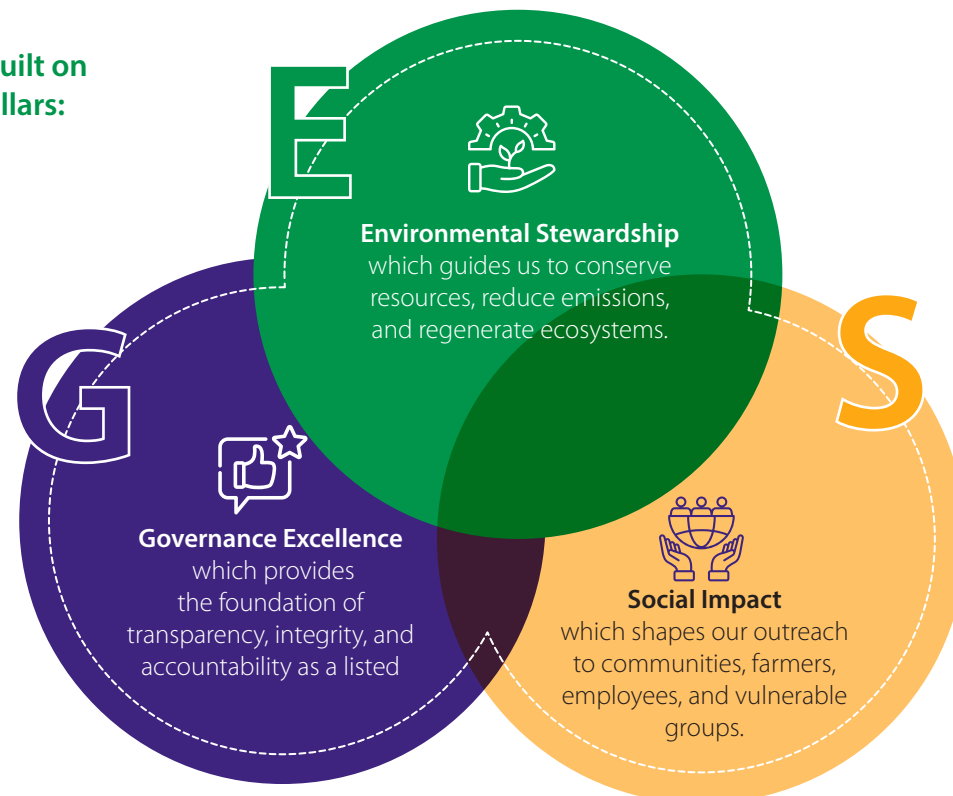 uilt on
llars:
E
Environmental Stewardship
which guides us to conserve
resources, reduce emissions,
and regenerate ecosystems.
G
Governance Excellence
which provides
the foundation of
transparency, integrity, and
accountability as a listed
S
Social Impact
which shapes our outreach
to communities, farmers,
employees, and vulnerable
groups.